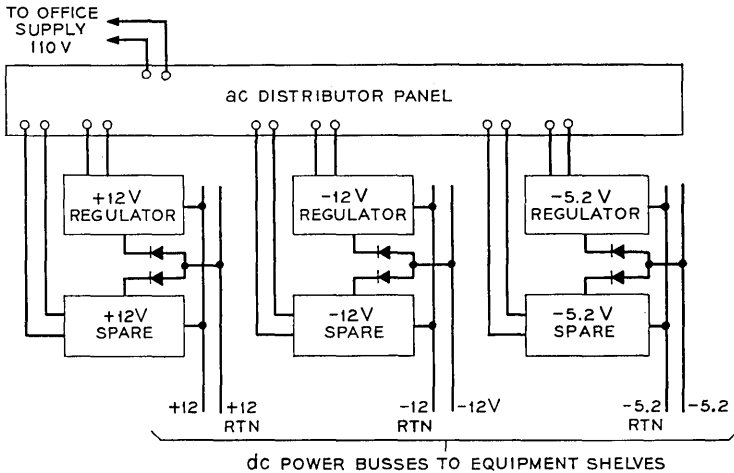 TO OFFICE
SUPPLY
110 V
ac DISTRIBUTOR PANEL
+12V
REGULATOR
-12V
REGULATOR
-5.2 V
REGULATOR
+12V
SPARE
-12V
SPARE
-5.2 V
SPARE
+12
+12
RTN
-12
RTN
-12V
-5.2
RTN
-5.2
dc POWER BUSSES TO EQUIPMENT SHELVES